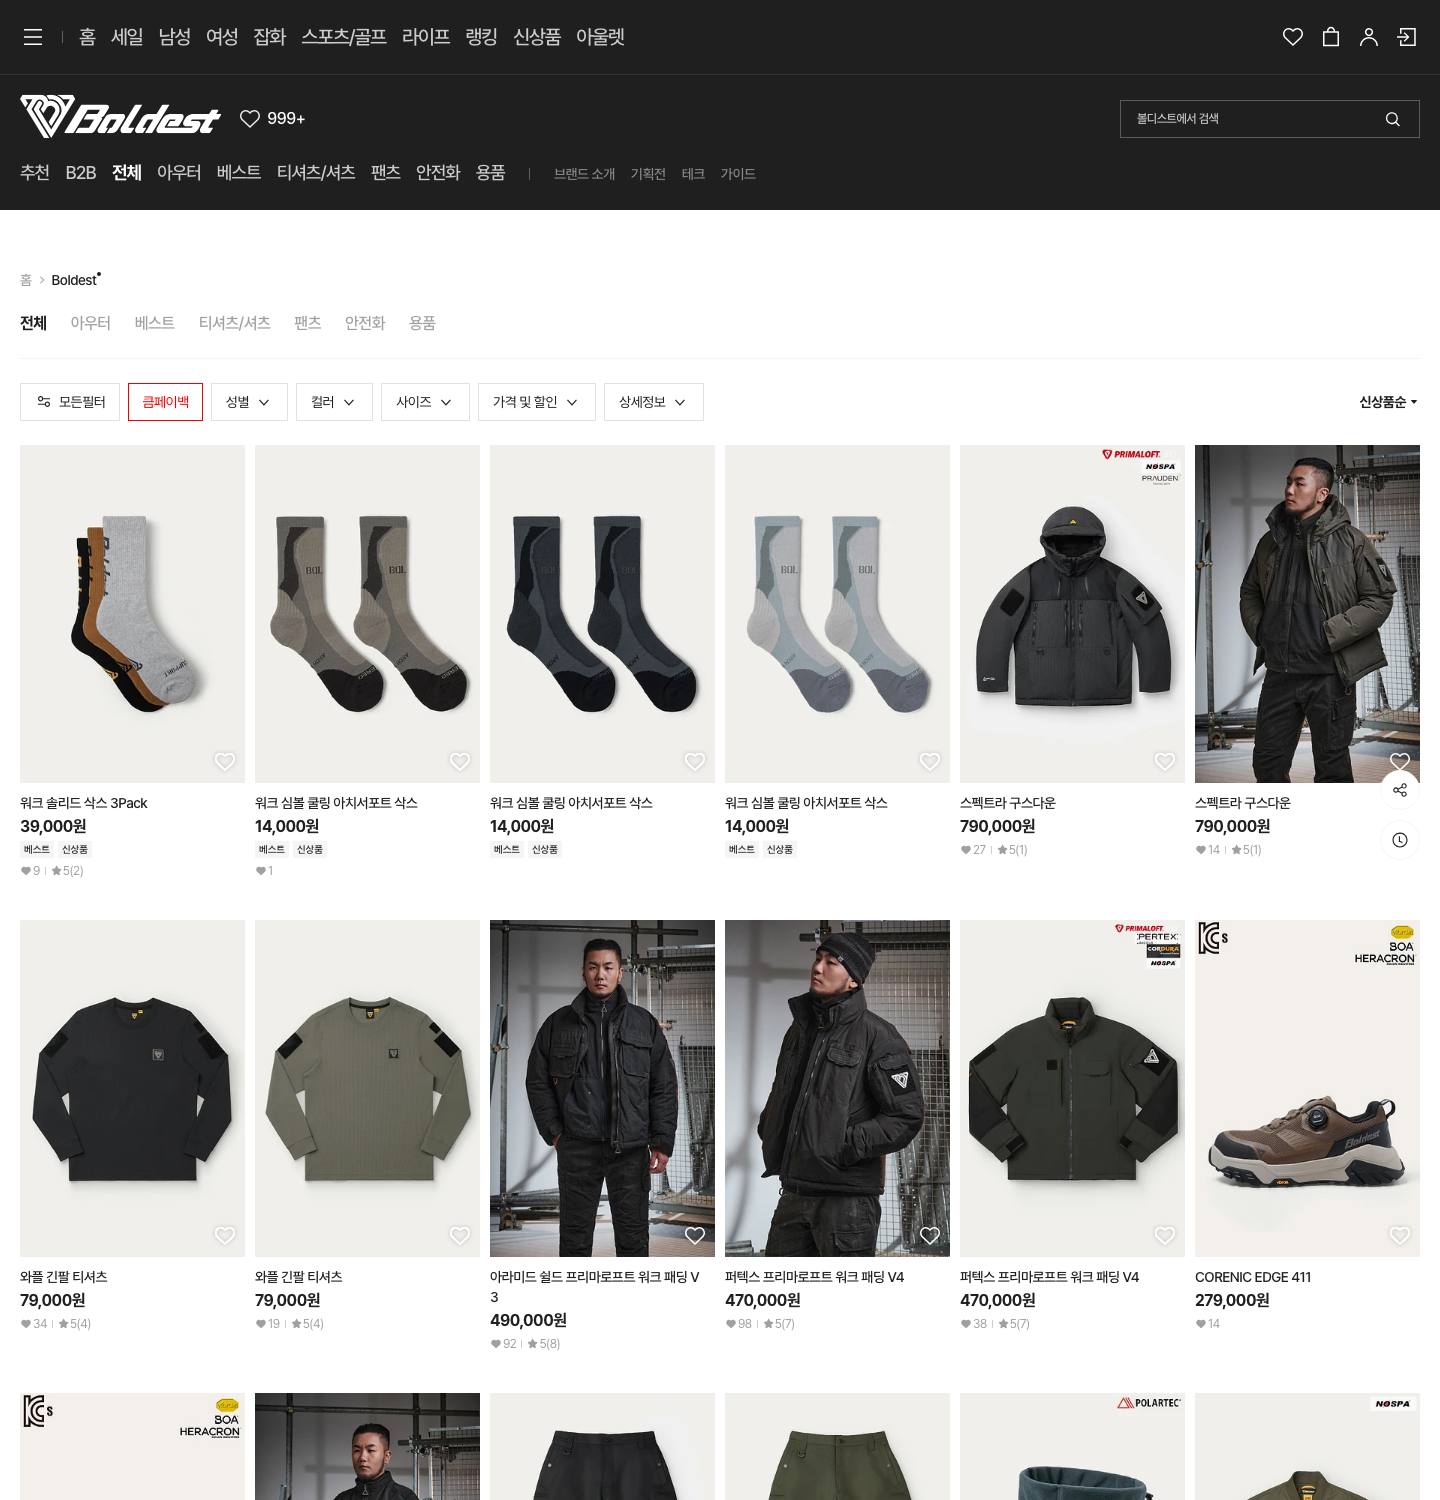 홈 세일 남성 여성 잡화 스포츠/골프 라이프 랭킹 신상품 아울렛
Boldest 999+
볼디스트에서 검색
추천 B2B 전체 아우터 베스트 티셔츠/셔츠 팬츠 안전화 용품 브랜드 소개 기획전 테크 가이드
홈 > Boldest
전체 아우터 베스트 티셔츠/셔츠 팬츠 안전화 용품
모든필터 큼페이백 성별 컬러 사이즈 가격 및 할인 상세정보 신상품순
BOL BOL BOL
PRIMALOFT
NØSPA
PRAUDEN
워크 솔리드 삭스 3Pack
39,000원
베스트 신상품
9 5(2)
워크 심볼 쿨링 아치서포트 삭스
14,000원
베스트 신상품
1
워크 심볼 쿨링 아치서포트 삭스
14,000원
베스트 신상품
워크 심볼 쿨링 아치서포트 삭스
14,000원
베스트 신상품
스펙트라 구스다운
790,000원
27 5(1)
스펙트라 구스다운
790,000원
14 5(1)
PRIMALOFT
PERTEX
CORDURA
NØSPA
KCs
BOA
HERACRON
Boldest
와플 긴팔 티셔츠
79,000원
34 5(4)
와플 긴팔 티셔츠
79,000원
19 5(4)
아라미드 쉴드 프리마로프트 워크 패딩 V
3
490,000원
92 5(8)
퍼텍스 프리마로프트 워크 패딩 V4
470,000원
98 5(7)
퍼텍스 프리마로프트 워크 패딩 V4
470,000원
38 5(7)
CORENIC EDGE 411
279,000원
14
KCs
BOA
HERACRON
POLARTEC
NØSPA